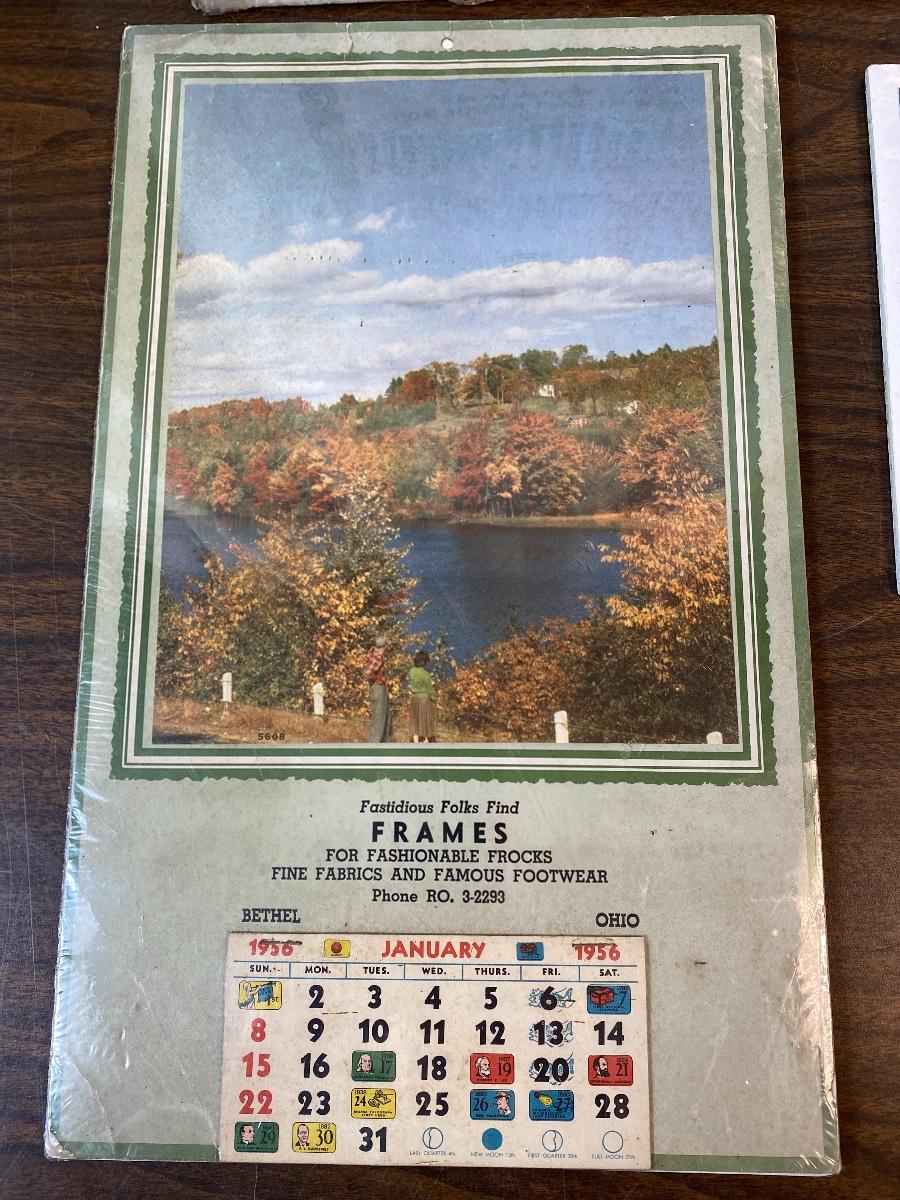 5608
Fastidious Folks Find
FRAMES
FOR FASHIONABLE FROCKS
FINE FABRICS AND FAMOUS FOOTWEAR
Phone RO. 3-2293
BETHEL OHIO
1956 JANUARY 1956
SUN. MON. TUES. WED. THURS. FRI. SAT.
1ST 2 3 4 5 6 7
8 9 10 11 12 13 14
15 16 17 18 19 20 21
22 23 24 25 26 27 28
29 30 31
LAST QUARTER 4th NEW MOON 13th FIRST QUARTER 20th FULL MOON 27th